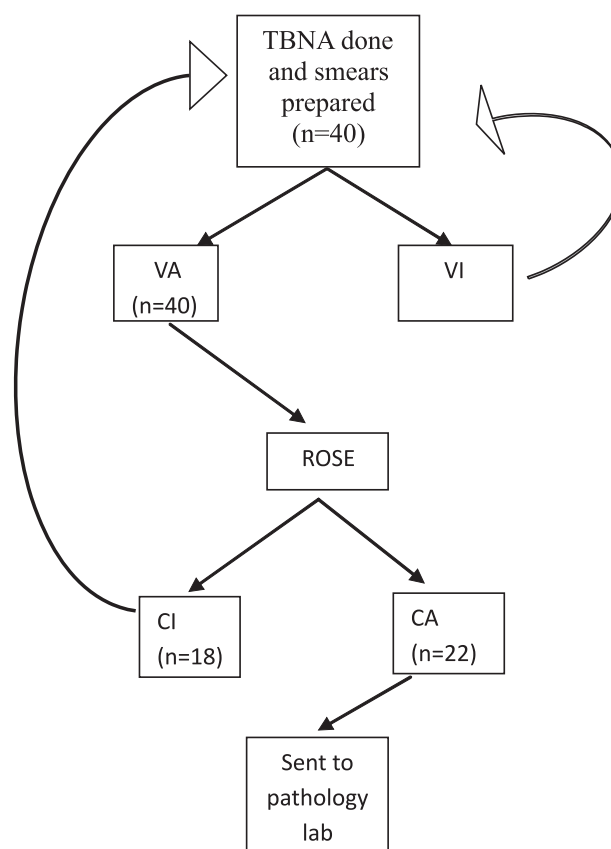 TBNA done
and smears
prepared
(n=40)
VA
(n=40)
VI
ROSE
CI
(n=18)
CA
(n=22)
Sent to
pathology
lab